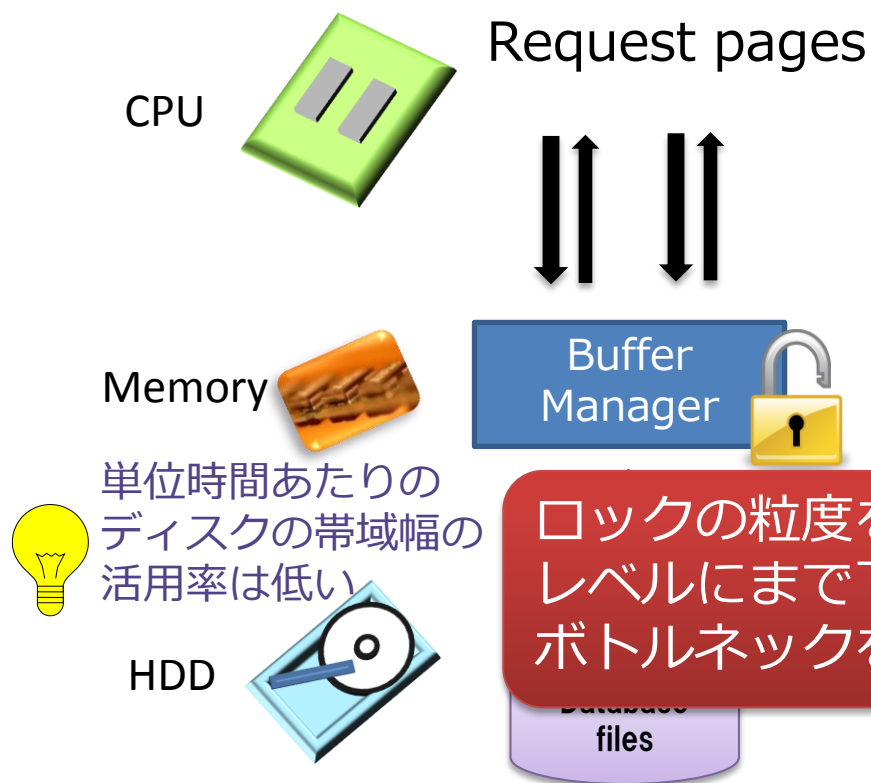 Request pages
CPU
Buffer
Manager
Memory
単位時間あたりの
ディスクの帯域幅の
活用率は低い
ロックの粒度を
レベルにまで
ボトルネックを
HDD
Database
files